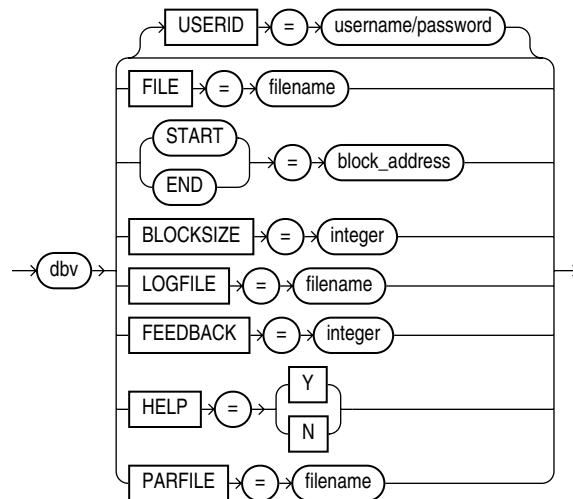 USERID = username/password
FILE = filename
START
= block_address
END
BLOCKSIZE = integer
dbv
LOGFILE = filename
FEEDBACK = integer
Y
HELP =
N
PARFILE = filename